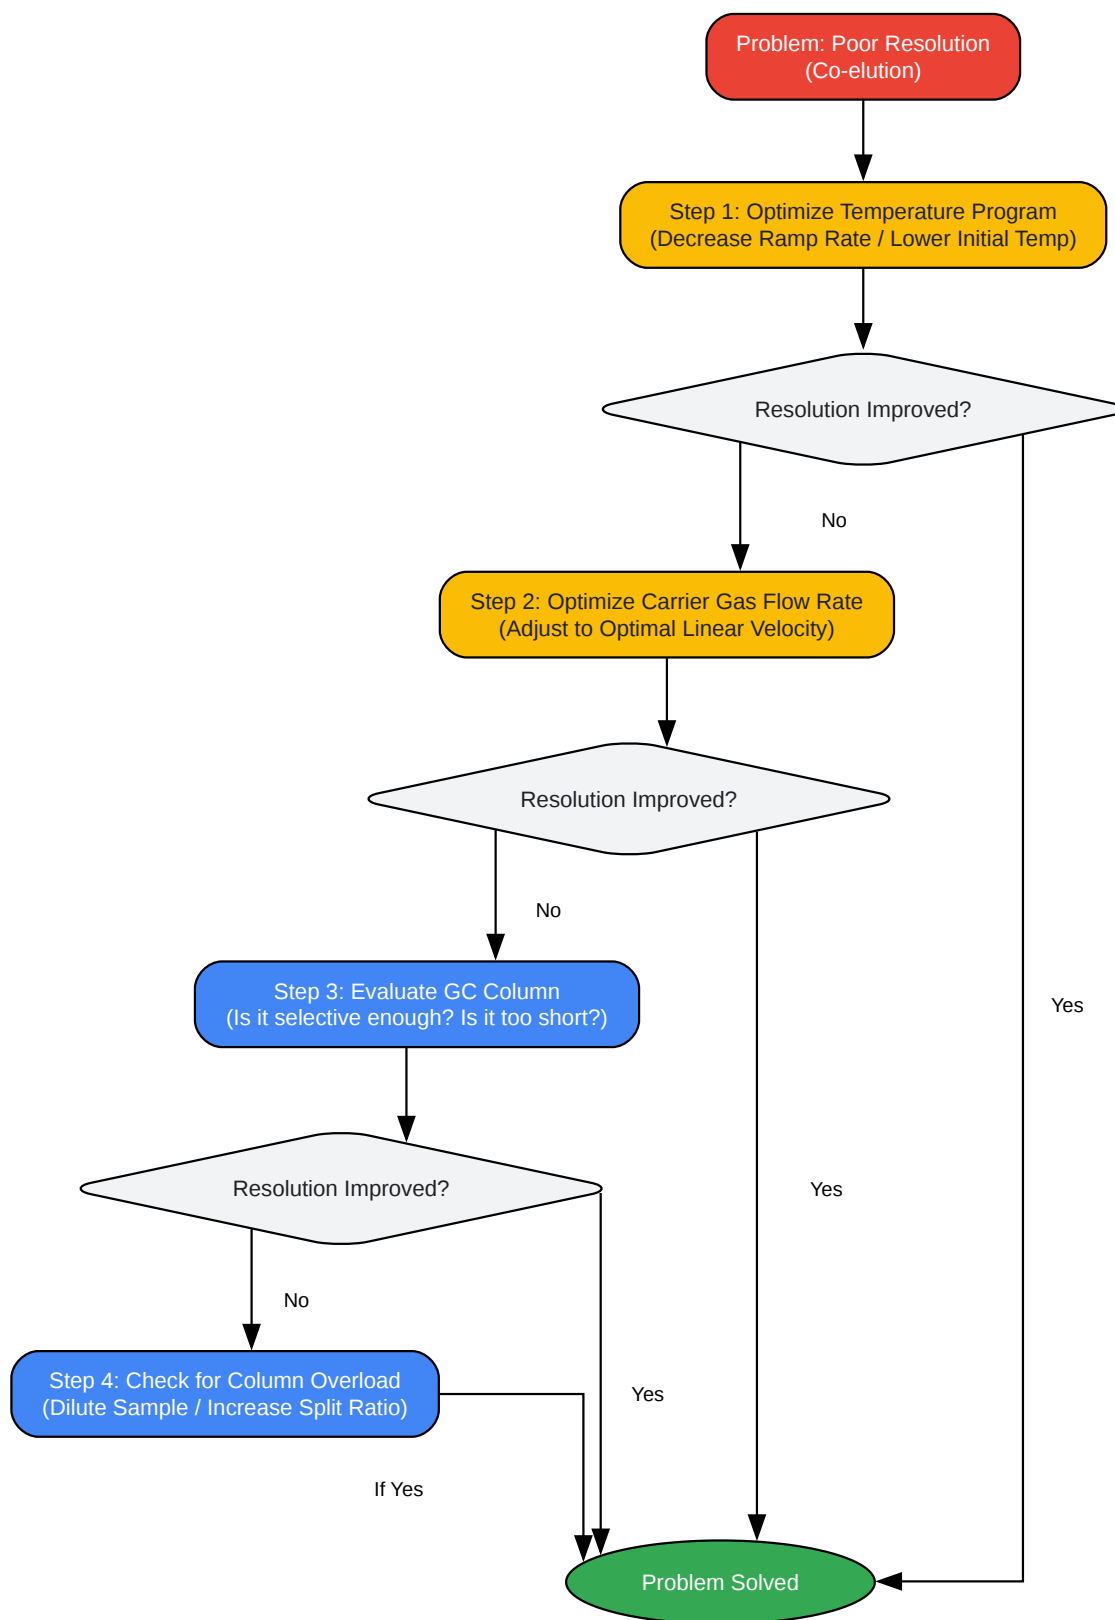 Problem: Poor Resolution
(Co-elution)
Step 1: Optimize Temperature Program
(Decrease Ramp Rate / Lower Initial Temp)
Resolution Improved?
No
Step 2: Optimize Carrier Gas Flow Rate
(Adjust to Optimal Linear Velocity)
Resolution Improved?
No
Step 3: Evaluate GC Column
(Is it selective enough? Is it too short?)
Yes
Resolution Improved?
Yes
No
Step 4: Check for Column Overload
(Dilute Sample / Increase Split Ratio)
Yes
If Yes
Problem Solved